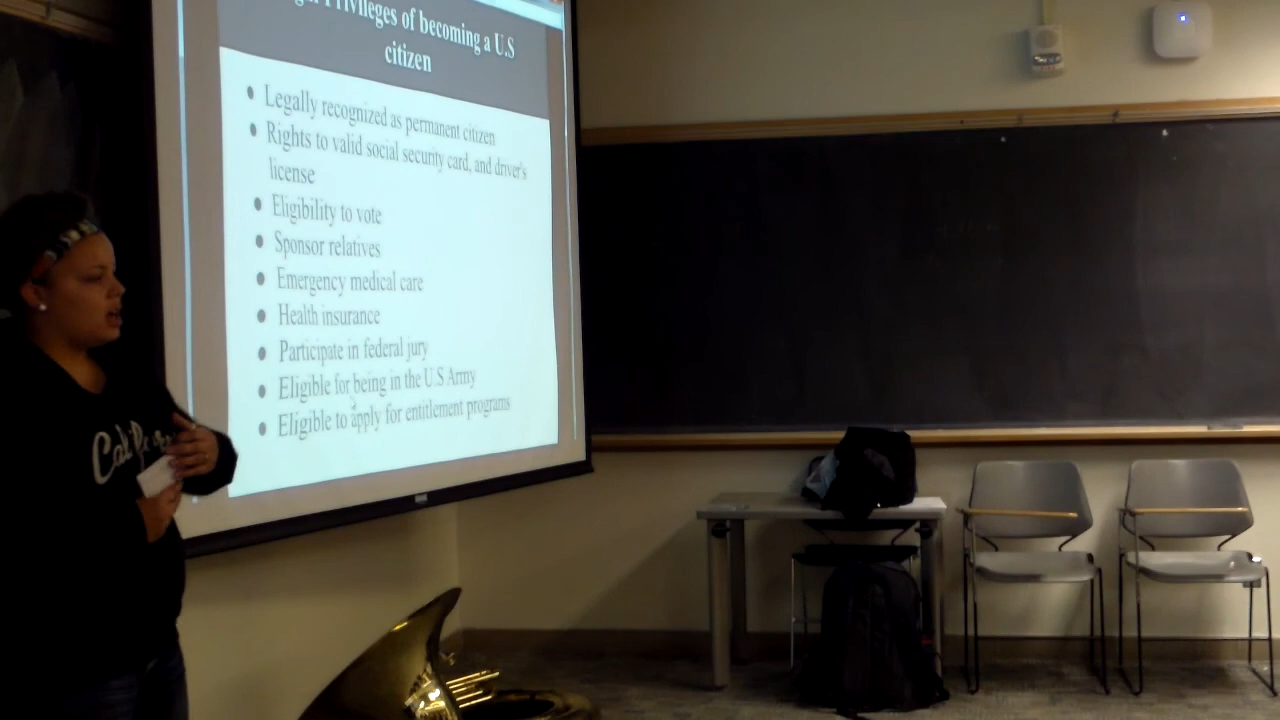 Privileges of becoming a U.S
citizen
• Legally recognized as permanent citizen
• Rights to valid social security card, and driver's
license
• Eligibility to vote
• Sponsor relatives
• Emergency medical care
• Health insurance
• Participate in federal jury
• Eligible for being in the U.S Army
• Eligible to apply for entitlement programs